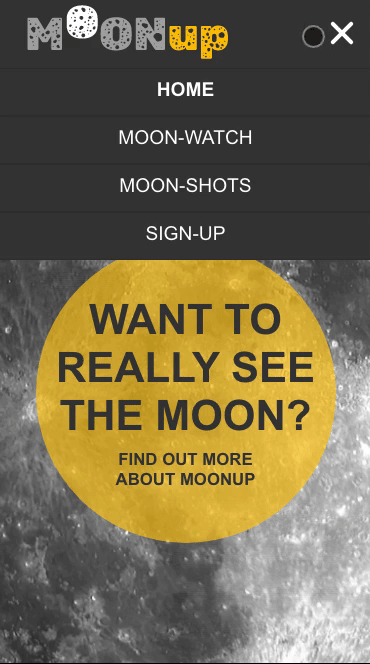 MOONup
HOME
MOON-WATCH
MOON-SHOTS
SIGN-UP
WANT TO
REALLY SEE
THE MOON?
FIND OUT MORE
ABOUT MOONUP